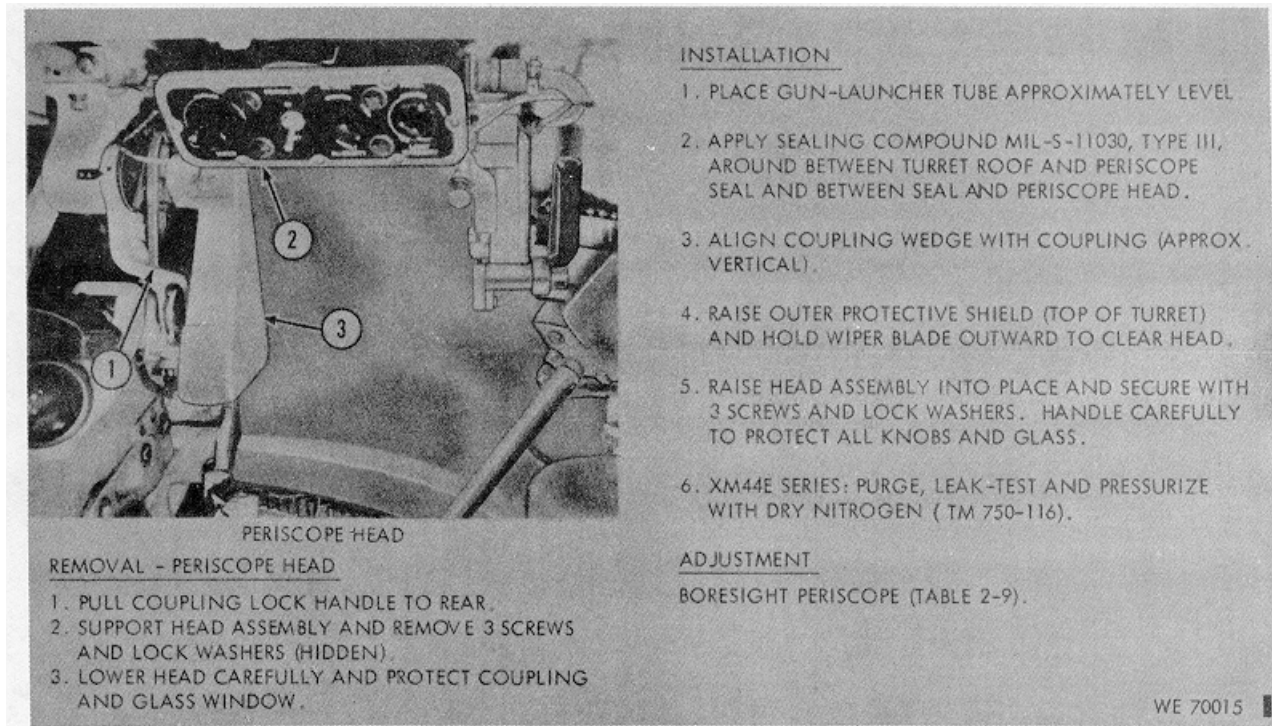 1
2
3
PERISCOPE HEAD
REMOVAL - PERISCOPE HEAD
1. PULL COUPLING LOCK HANDLE TO REAR.
2. SUPPORT HEAD ASSEMBLY AND REMOVE 3 SCREWS
AND LOCK WASHERS (HIDDEN).
3. LOWER HEAD CAREFULLY AND PROTECT COUPLING
AND GLASS WINDOW.
INSTALLATION
1. PLACE GUN-LAUNCHER TUBE APPROXIMATELY LEVEL
2. APPLY SEALING COMPOUND MIL-S-11030, TYPE III,
AROUND BETWEEN TURRET ROOF AND PERISCOPE
SEAL AND BETWEEN SEAL AND PERISCOPE HEAD.
3. ALIGN COUPLING WEDGE WITH COUPLING (APPROX.
VERTICAL).
4. RAISE OUTER PROTECTIVE SHIELD (TOP OF TURRET)
AND HOLD WIPER BLADE OUTWARD TO CLEAR HEAD.
5. RAISE HEAD ASSEMBLY INTO PLACE AND SECURE WITH
3 SCREWS AND LOCK WASHERS. HANDLE CAREFULLY
TO PROTECT ALL KNOBS AND GLASS.
6. XM44E SERIES: PURGE, LEAK-TEST AND PRESSURIZE
WITH DRY NITROGEN ( TM 750-116).
ADJUSTMENT
BORESIGHT PERISCOPE (TABLE 2-9).
WE 70015